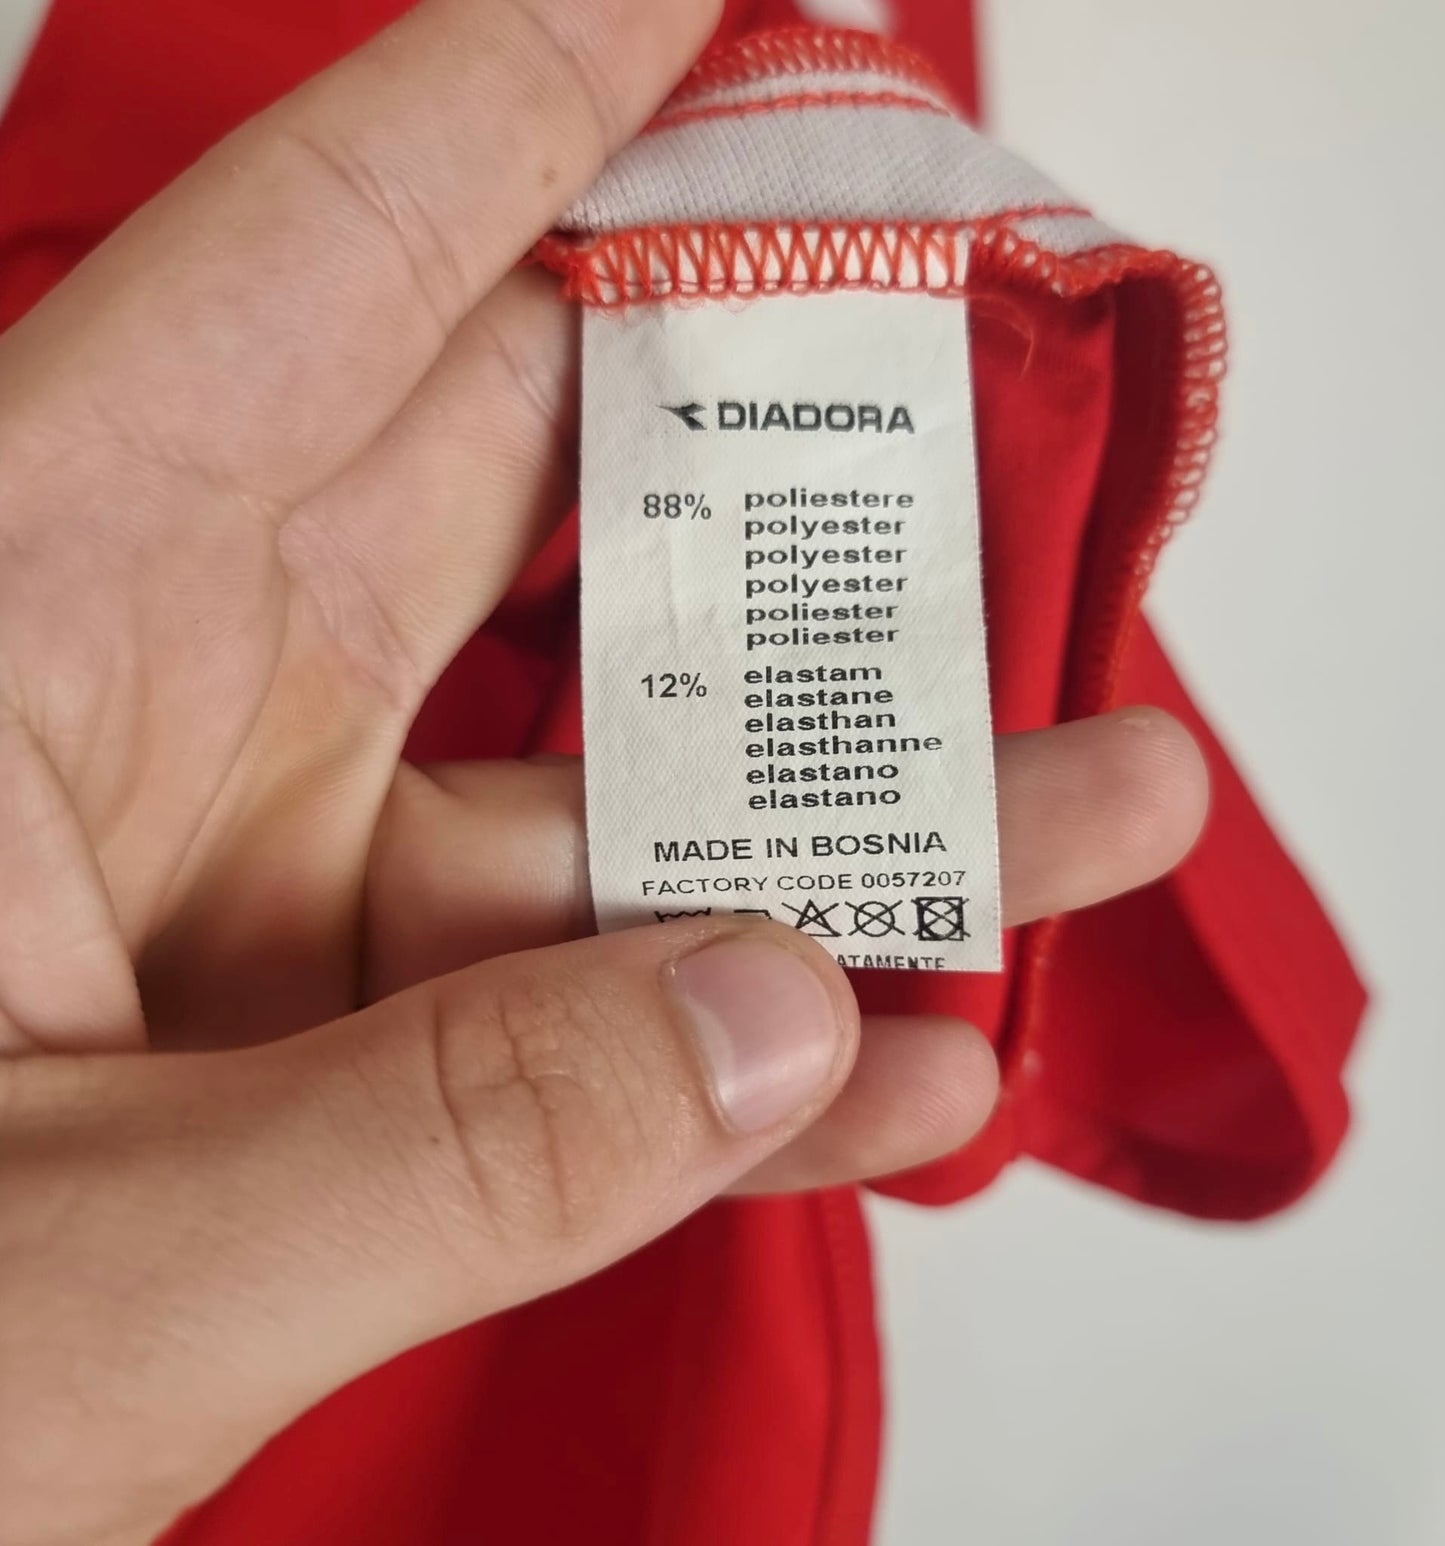 DIADORA
88% poliestere
polyester
polyester
polyester
poliester
poliester
12% elastam
elastane
elasthan
elasthanne
elastano
elastano
MADE IN BOSNIA
FACTORY CODE 0057207